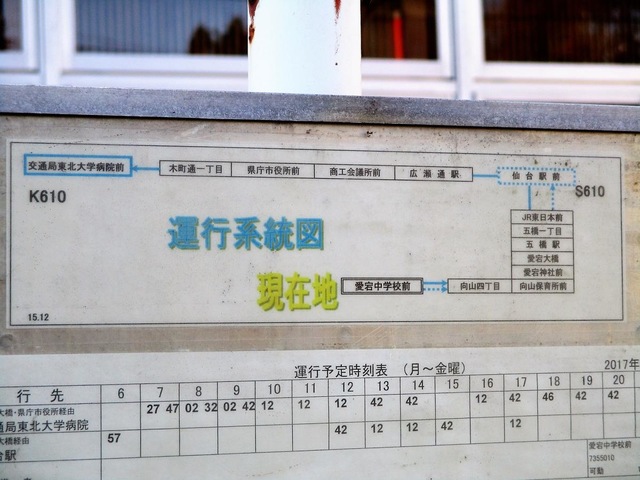 交通局東北大学病院前 木町通一丁目 県庁市役所前 商工会議所前 広瀬通駅 仙台駅前
K610 S610
JR東日本前
五橋一丁目
五橋駅
愛宕大橋
愛宕神社前
運行系統図
現在地 愛宕中学校前 向山四丁目 向山保育所前
15.12
運行予定時刻表 (月～金曜) 2017年
行先 6 7 8 9 10 11 12 13 14 15 16 17 18 19 20
大橋・県庁市役所経由 27 47 02 32 02 42 12 12 12 42 42 12 42 46 42 42
通局東北大学病院 42 12 12 42 12
大橋経由 57
台駅
愛宕中学校前
7355010
可動